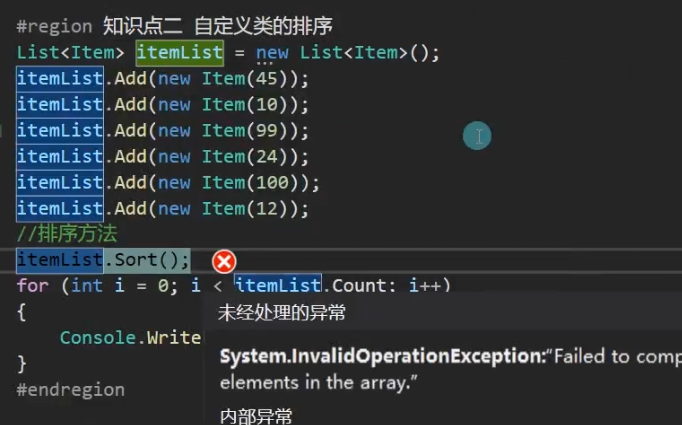 #region 知识点二 自定义类的排序
List<Item> itemList = new List<Item>();
itemList.Add(new Item(45));
itemList.Add(new Item(10));
itemList.Add(new Item(99));
itemList.Add(new Item(24));
itemList.Add(new Item(100));
itemList.Add(new Item(12));
//排序方法
itemList.Sort();
for (int i = 0; i < itemList.Count; i++)
{
未经处理的异常
Console.Write
}
System.InvalidOperationException:“Failed to comp
elements in the array.”
#endregion
内部异常